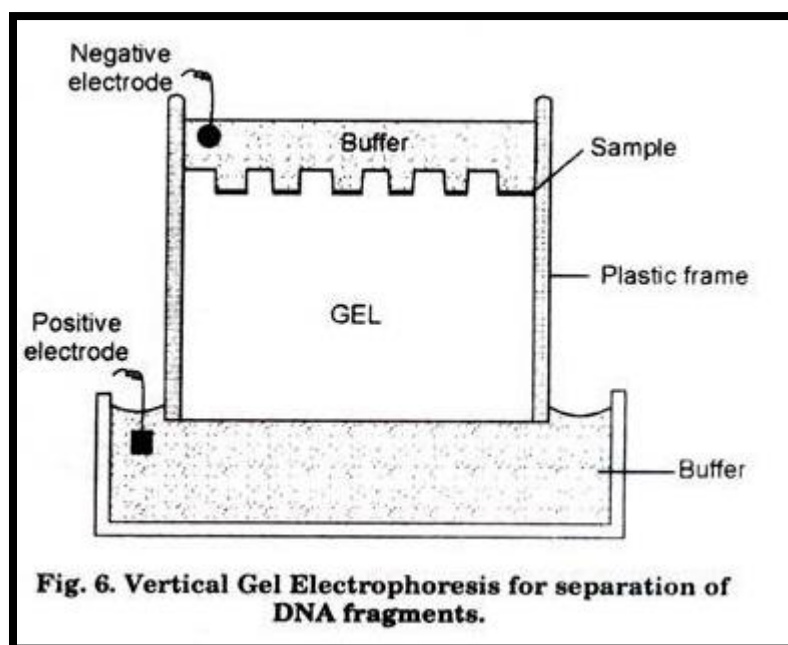 Negative
electrode
Buffer
Sample
Plastic frame
GEL
Positive
electrode
Buffer
Fig. 6. Vertical Gel Electrophoresis for separation of
DNA fragments.